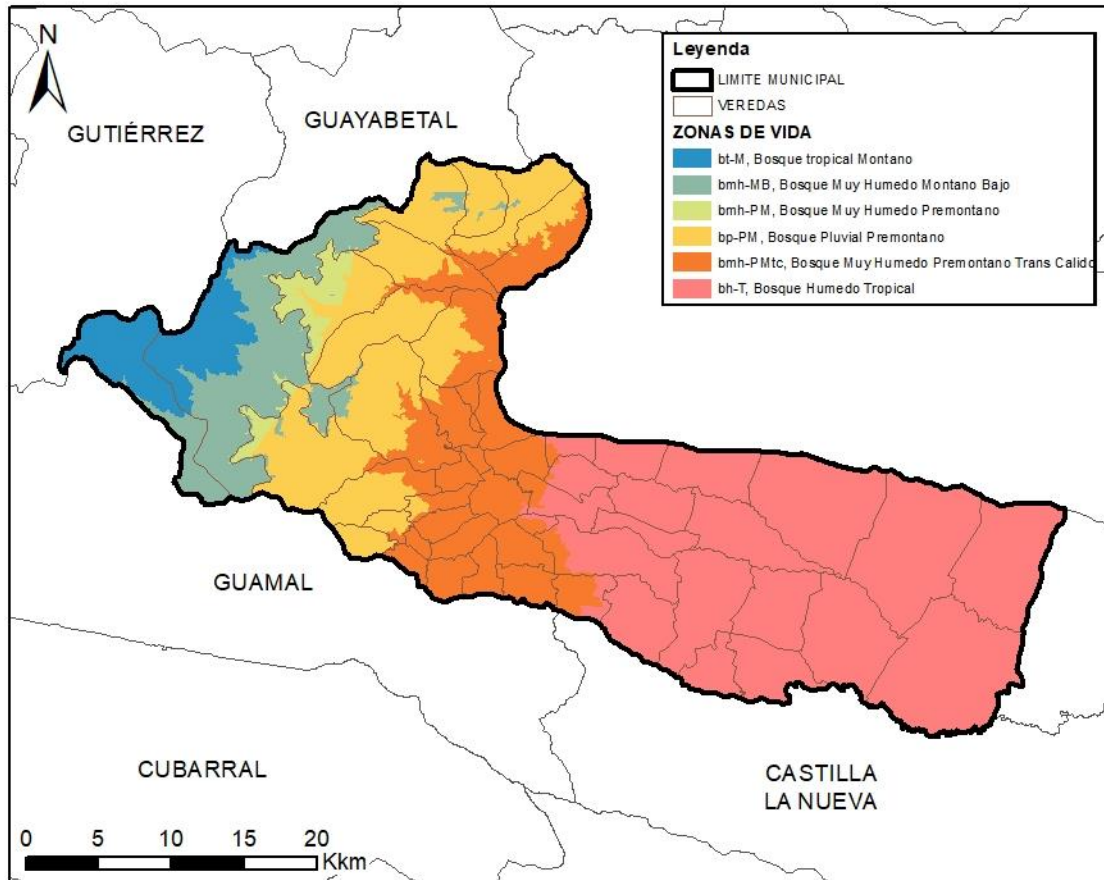 N
GUTIÉRREZ
GUAYABETAL
Leyenda
LIMITE MUNICIPAL
VEREDAS
ZONAS DE VIDA
bt-M, Bosque tropical Montano
bmh-MB, Bosque Muy Humedo Montano Bajo
bmh-PM, Bosque Muy Humedo Premontano
bp-PM, Bosque Pluvial Premontano
bmh-PMtc, Bosque Muy Humedo Premontano Trans Calido
bh-T, Bosque Humedo Tropical
GUAMAL
CUBARRAL
CASTILLA
LA NUEVA
0 5 10 15 20
Kkm